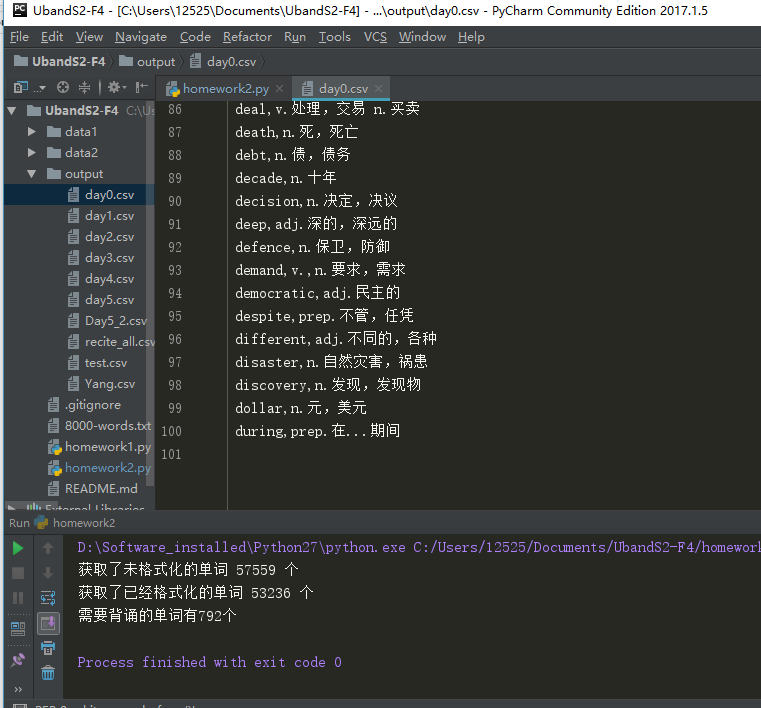 UbandS2-F4 - [C:\Users\12525\Documents\UbandS2-F4] - ...\output\day0.csv - PyCharm Community Edition 2017.1.5
File Edit View Navigate Code Refactor Run Tools VCS Window Help
UbandS2-F4 output day0.csv
homework2.py × day0.csv ×
UbandS2-F4 C:\Us
data1
data2
output
day0.csv
day1.csv
day2.csv
day3.csv
day4.csv
day5.csv
Day5_2.csv
recite_all.csv
test.csv
Yang.csv
.gitignore
8000-words.txt
homework1.py
homework2.py
README.md
External Libraries
86 deal,v.处理，交易 n.买卖
87 death,n.死，死亡
88 debt,n.债，债务
89 decade,n.十年
90 decision,n.决定，决议
91 deep,adj.深的，深远的
92 defence,n.保卫，防御
93 demand,v.,n.要求，需求
94 democratic,adj.民主的
95 despite,prep.不管，任凭
96 different,adj.不同的，各种
97 disaster,n.自然灾害，祸患
98 discovery,n.发现，发现物
99 dollar,n.元，美元
100 during,prep.在...期间
101
Run homework2
D:\Software_installed\Python27\python.exe C:/Users/12525/Documents/UbandS2-F4/homework
获取了未格式化的单词 57559 个
获取了已经格式化的单词 53236 个
需要背诵的单词有792个
Process finished with exit code 0